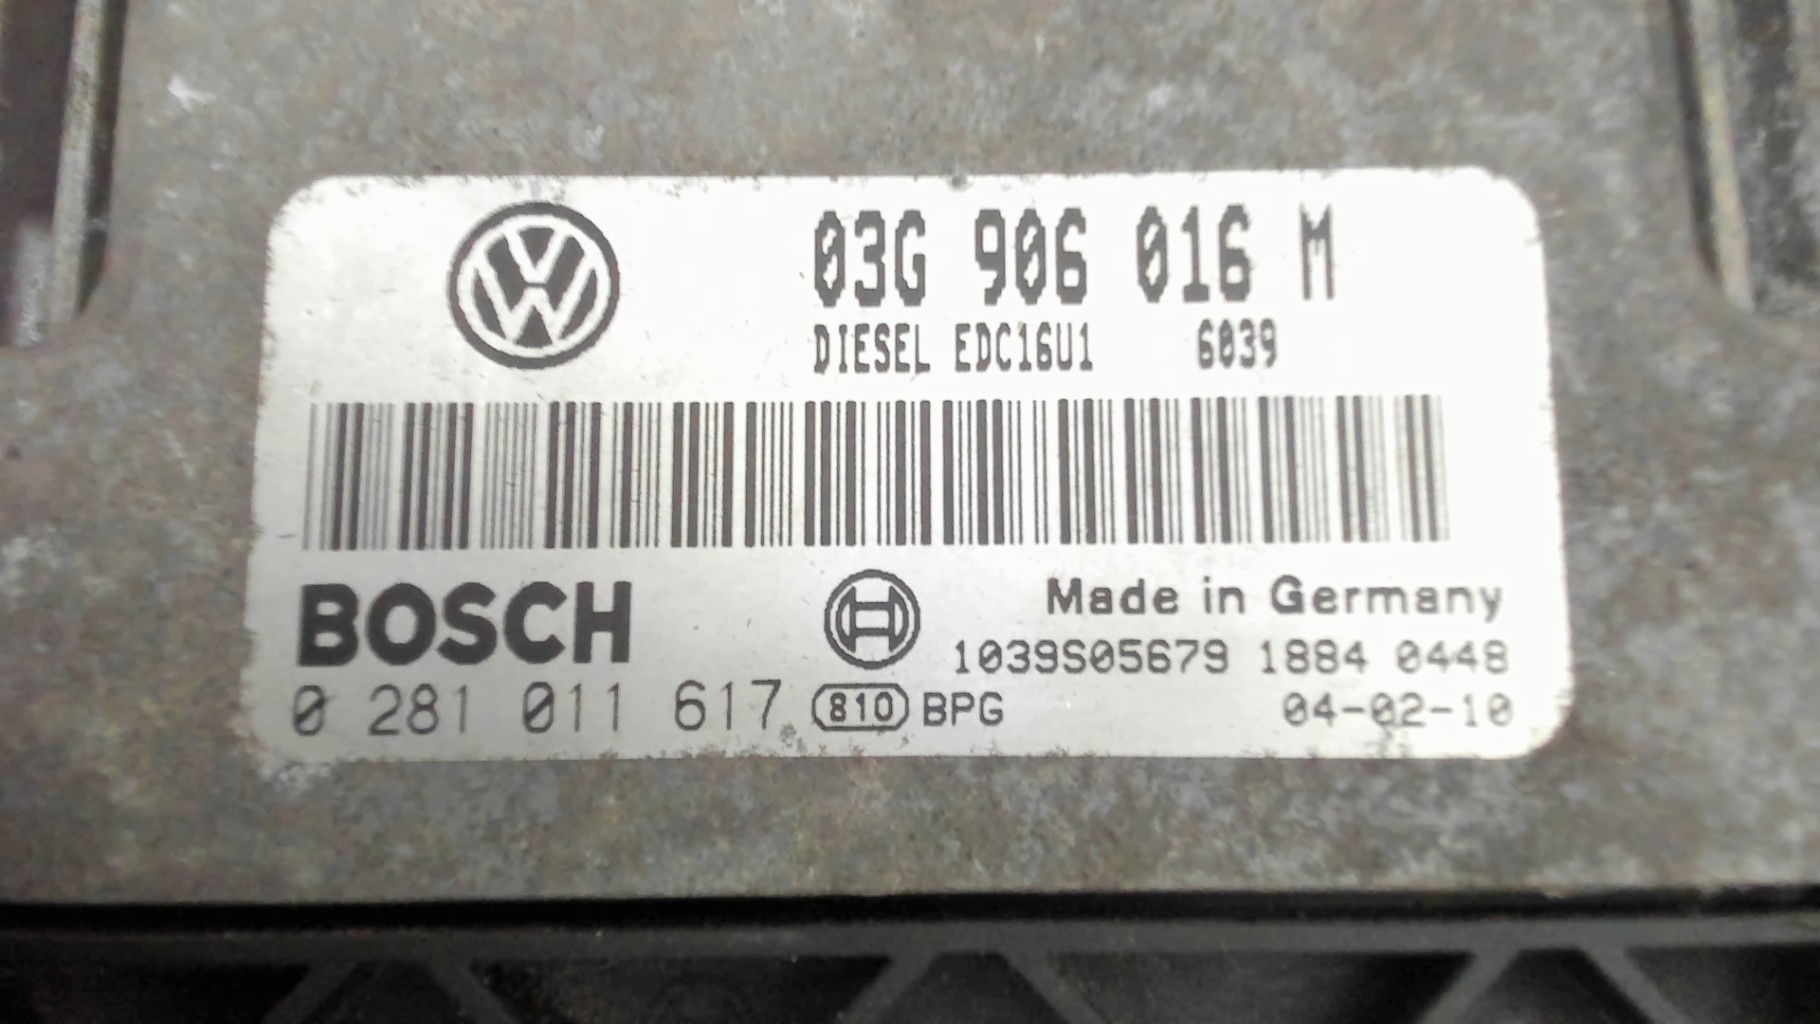 03G 906 016 M
DIESEL EDC16U1 6039
BOSCH
Made in Germany
1039S05679 1884 0448
0 281 011 617 810 BPG 04-02-10